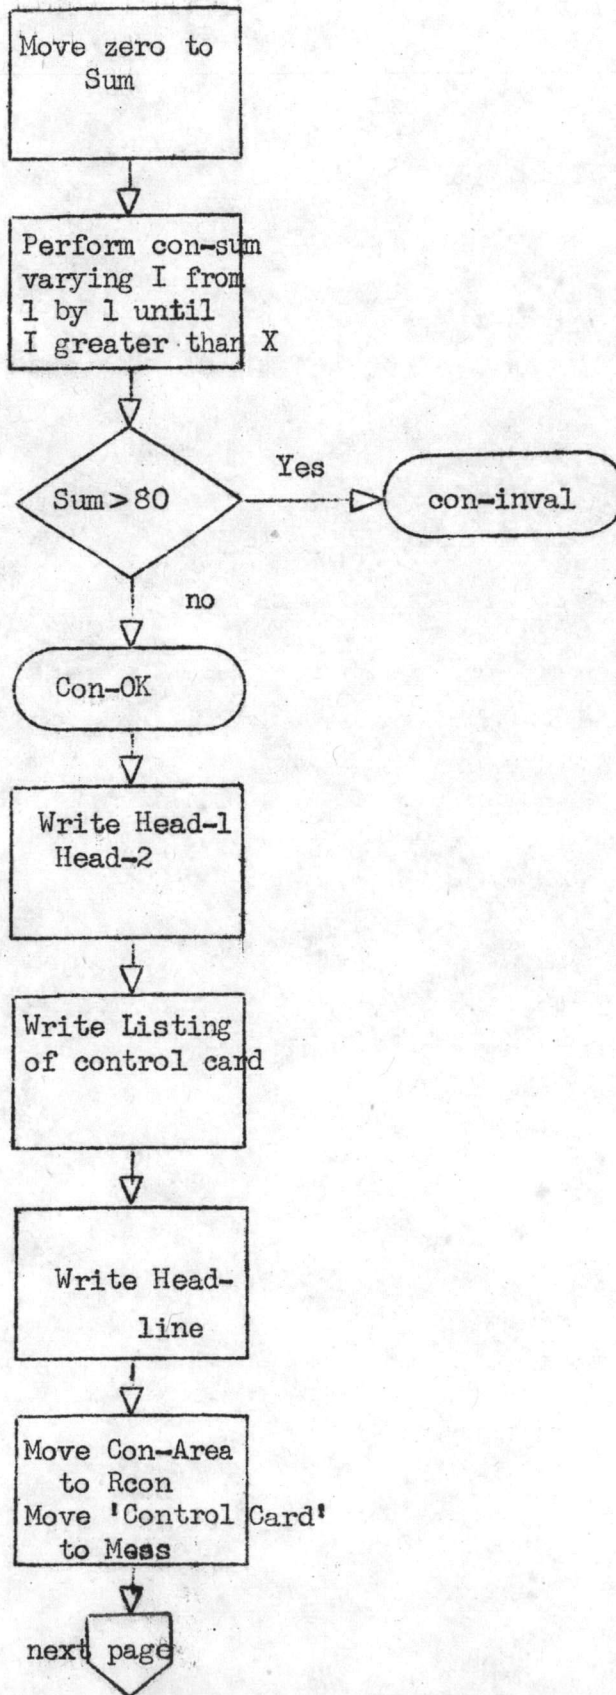 Move zero to
Sum
Perform con-sum
varying I from
1 by 1 until
I greater than X
Sum > 80
Yes
con-inval
no
Con-OK
Write Head-1
Head-2
Write Listing
of control card
Write Head-
line
Move Con-Area
to Rcon
Move 'Control Card'
to Mess
next page